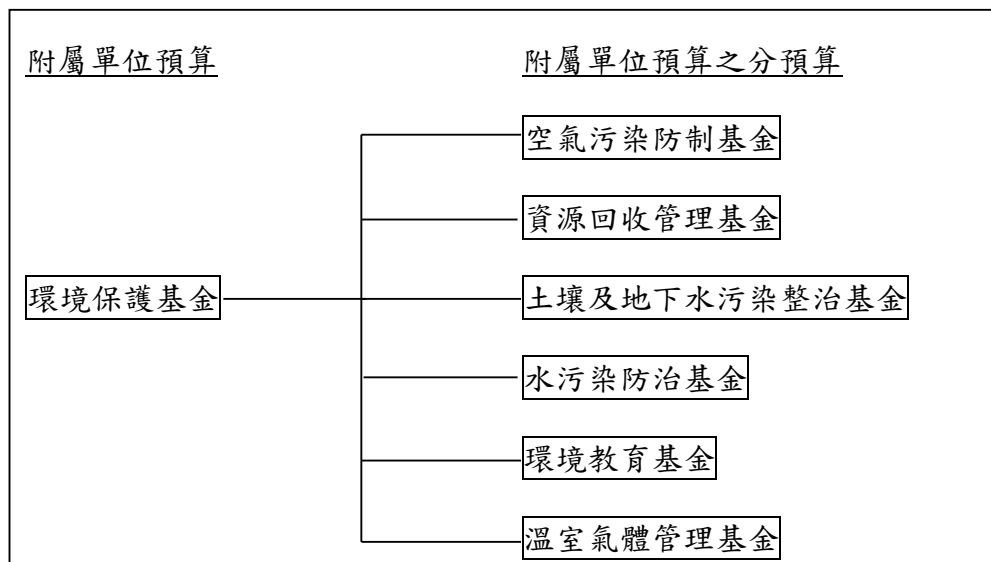 附屬單位預算
附屬單位預算之分預算
空氣污染防制基金
資源回收管理基金
環境保護基金
土壤及地下水污染整治基金
水污染防治基金
環境教育基金
溫室氣體管理基金